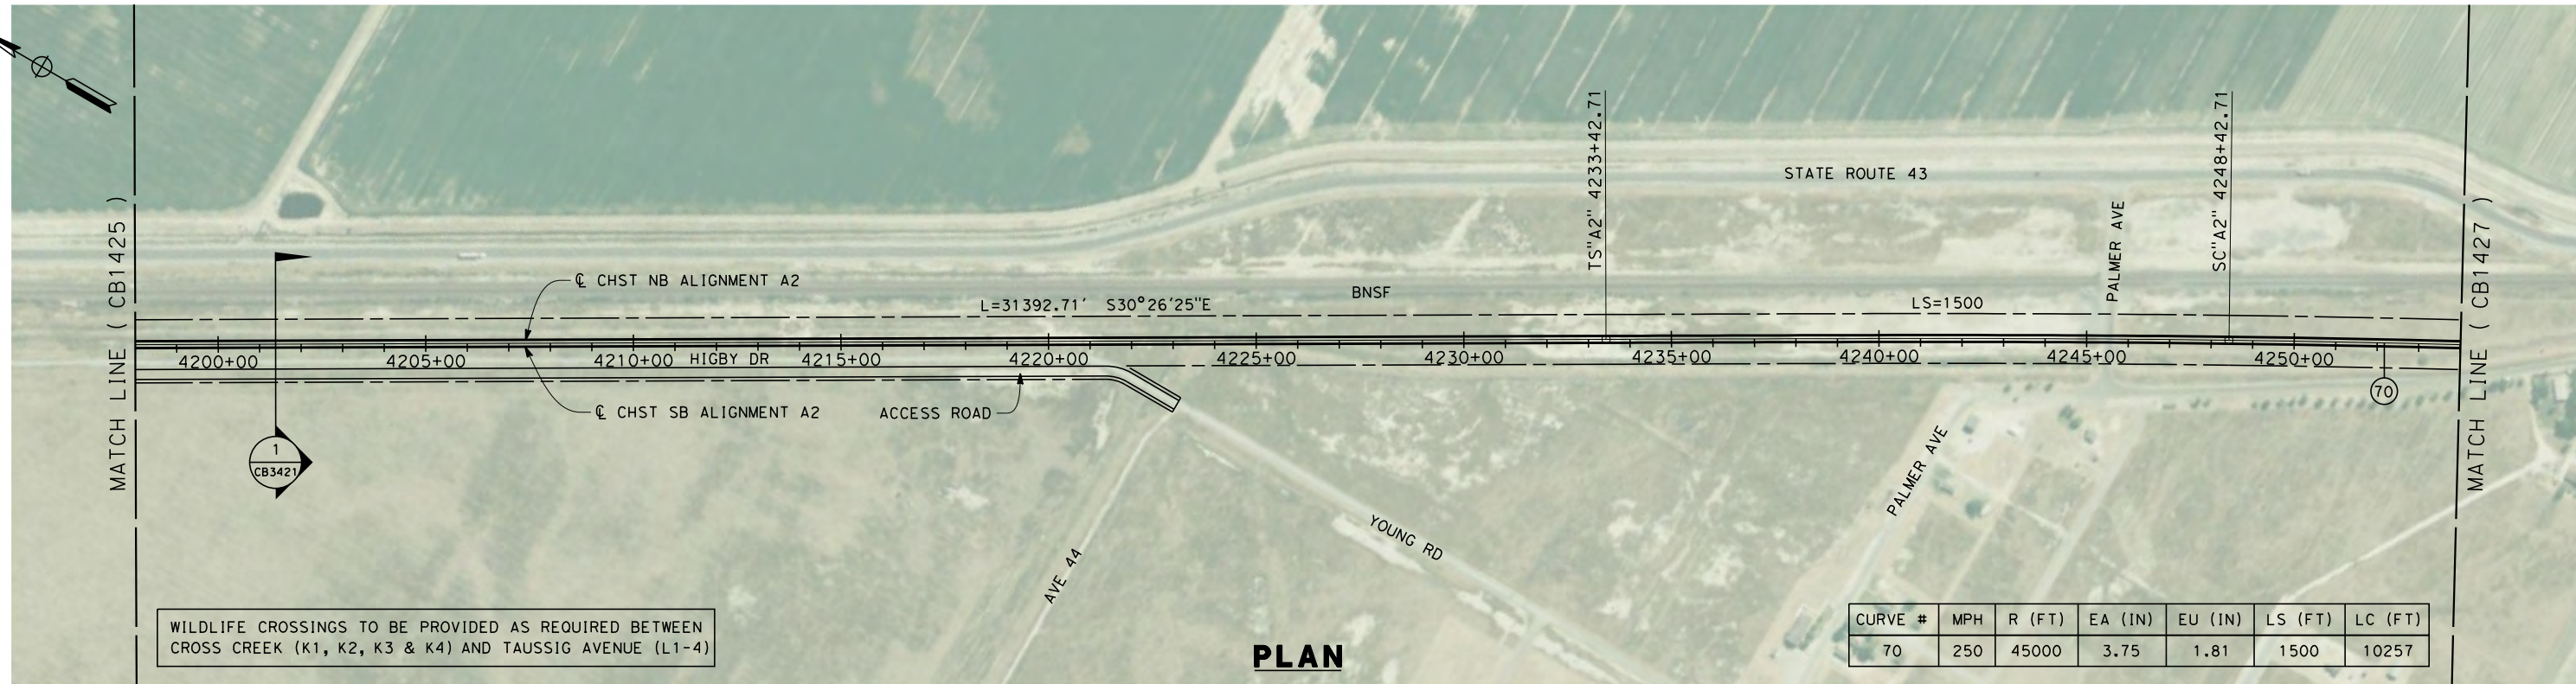 MATCH LINE ( CB1425 )
℄ CHST NB ALIGNMENT A2
L=31392.71' S30°26'25"E
BNSF
TS"A2" 4233+42.71
STATE ROUTE 43
LS=1500
PALMER AVE
SC"A2" 4248+42.71
MATCH LINE ( CB1427 )
4200+00
4205+00
4210+00
HIGBY DR
4215+00
4220+00
4225+00
4230+00
4235+00
4240+00
4245+00
4250+00
70
℄ CHST SB ALIGNMENT A2
ACCESS ROAD
1
CB3421
AVE 44
YOUNG RD
PALMER AVE
WILDLIFE CROSSINGS TO BE PROVIDED AS REQUIRED BETWEEN
CROSS CREEK (K1, K2, K3 & K4) AND TAUSSIG AVENUE (L1-4)
PLAN
CURVE # MPH R (FT) EA (IN) EU (IN) LS (FT) LC (FT)
70 250 45000 3.75 1.81 1500 10257